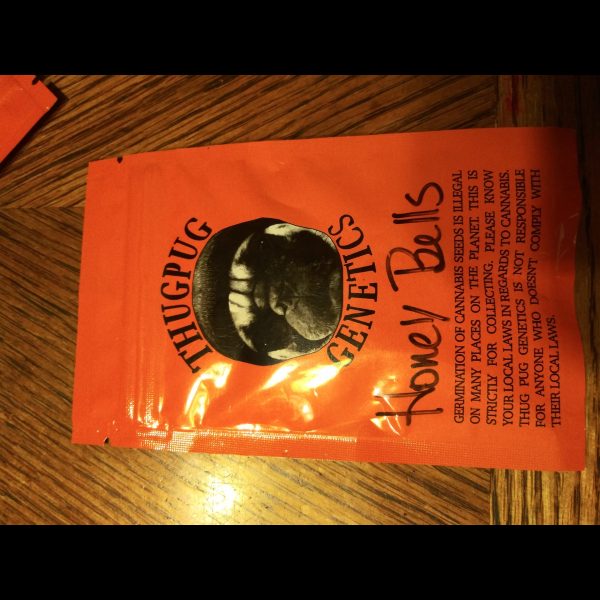 THUGPUG
GENETICS
Honey Bells
GERMINATION OF CANNABIS SEEDS IS ILLEGAL
ON MANY PLACES ON THE PLANET. THIS IS
STRICTLY FOR COLLECTING. PLEASE KNOW
YOUR LOCAL LAWS IN REGARDS TO CANNABIS.
THUG PUG GENETICS IS NOT RESPONSIBLE
FOR ANYONE WHO DOESN'T COMPLY WITH
THEIR LOCAL LAWS.